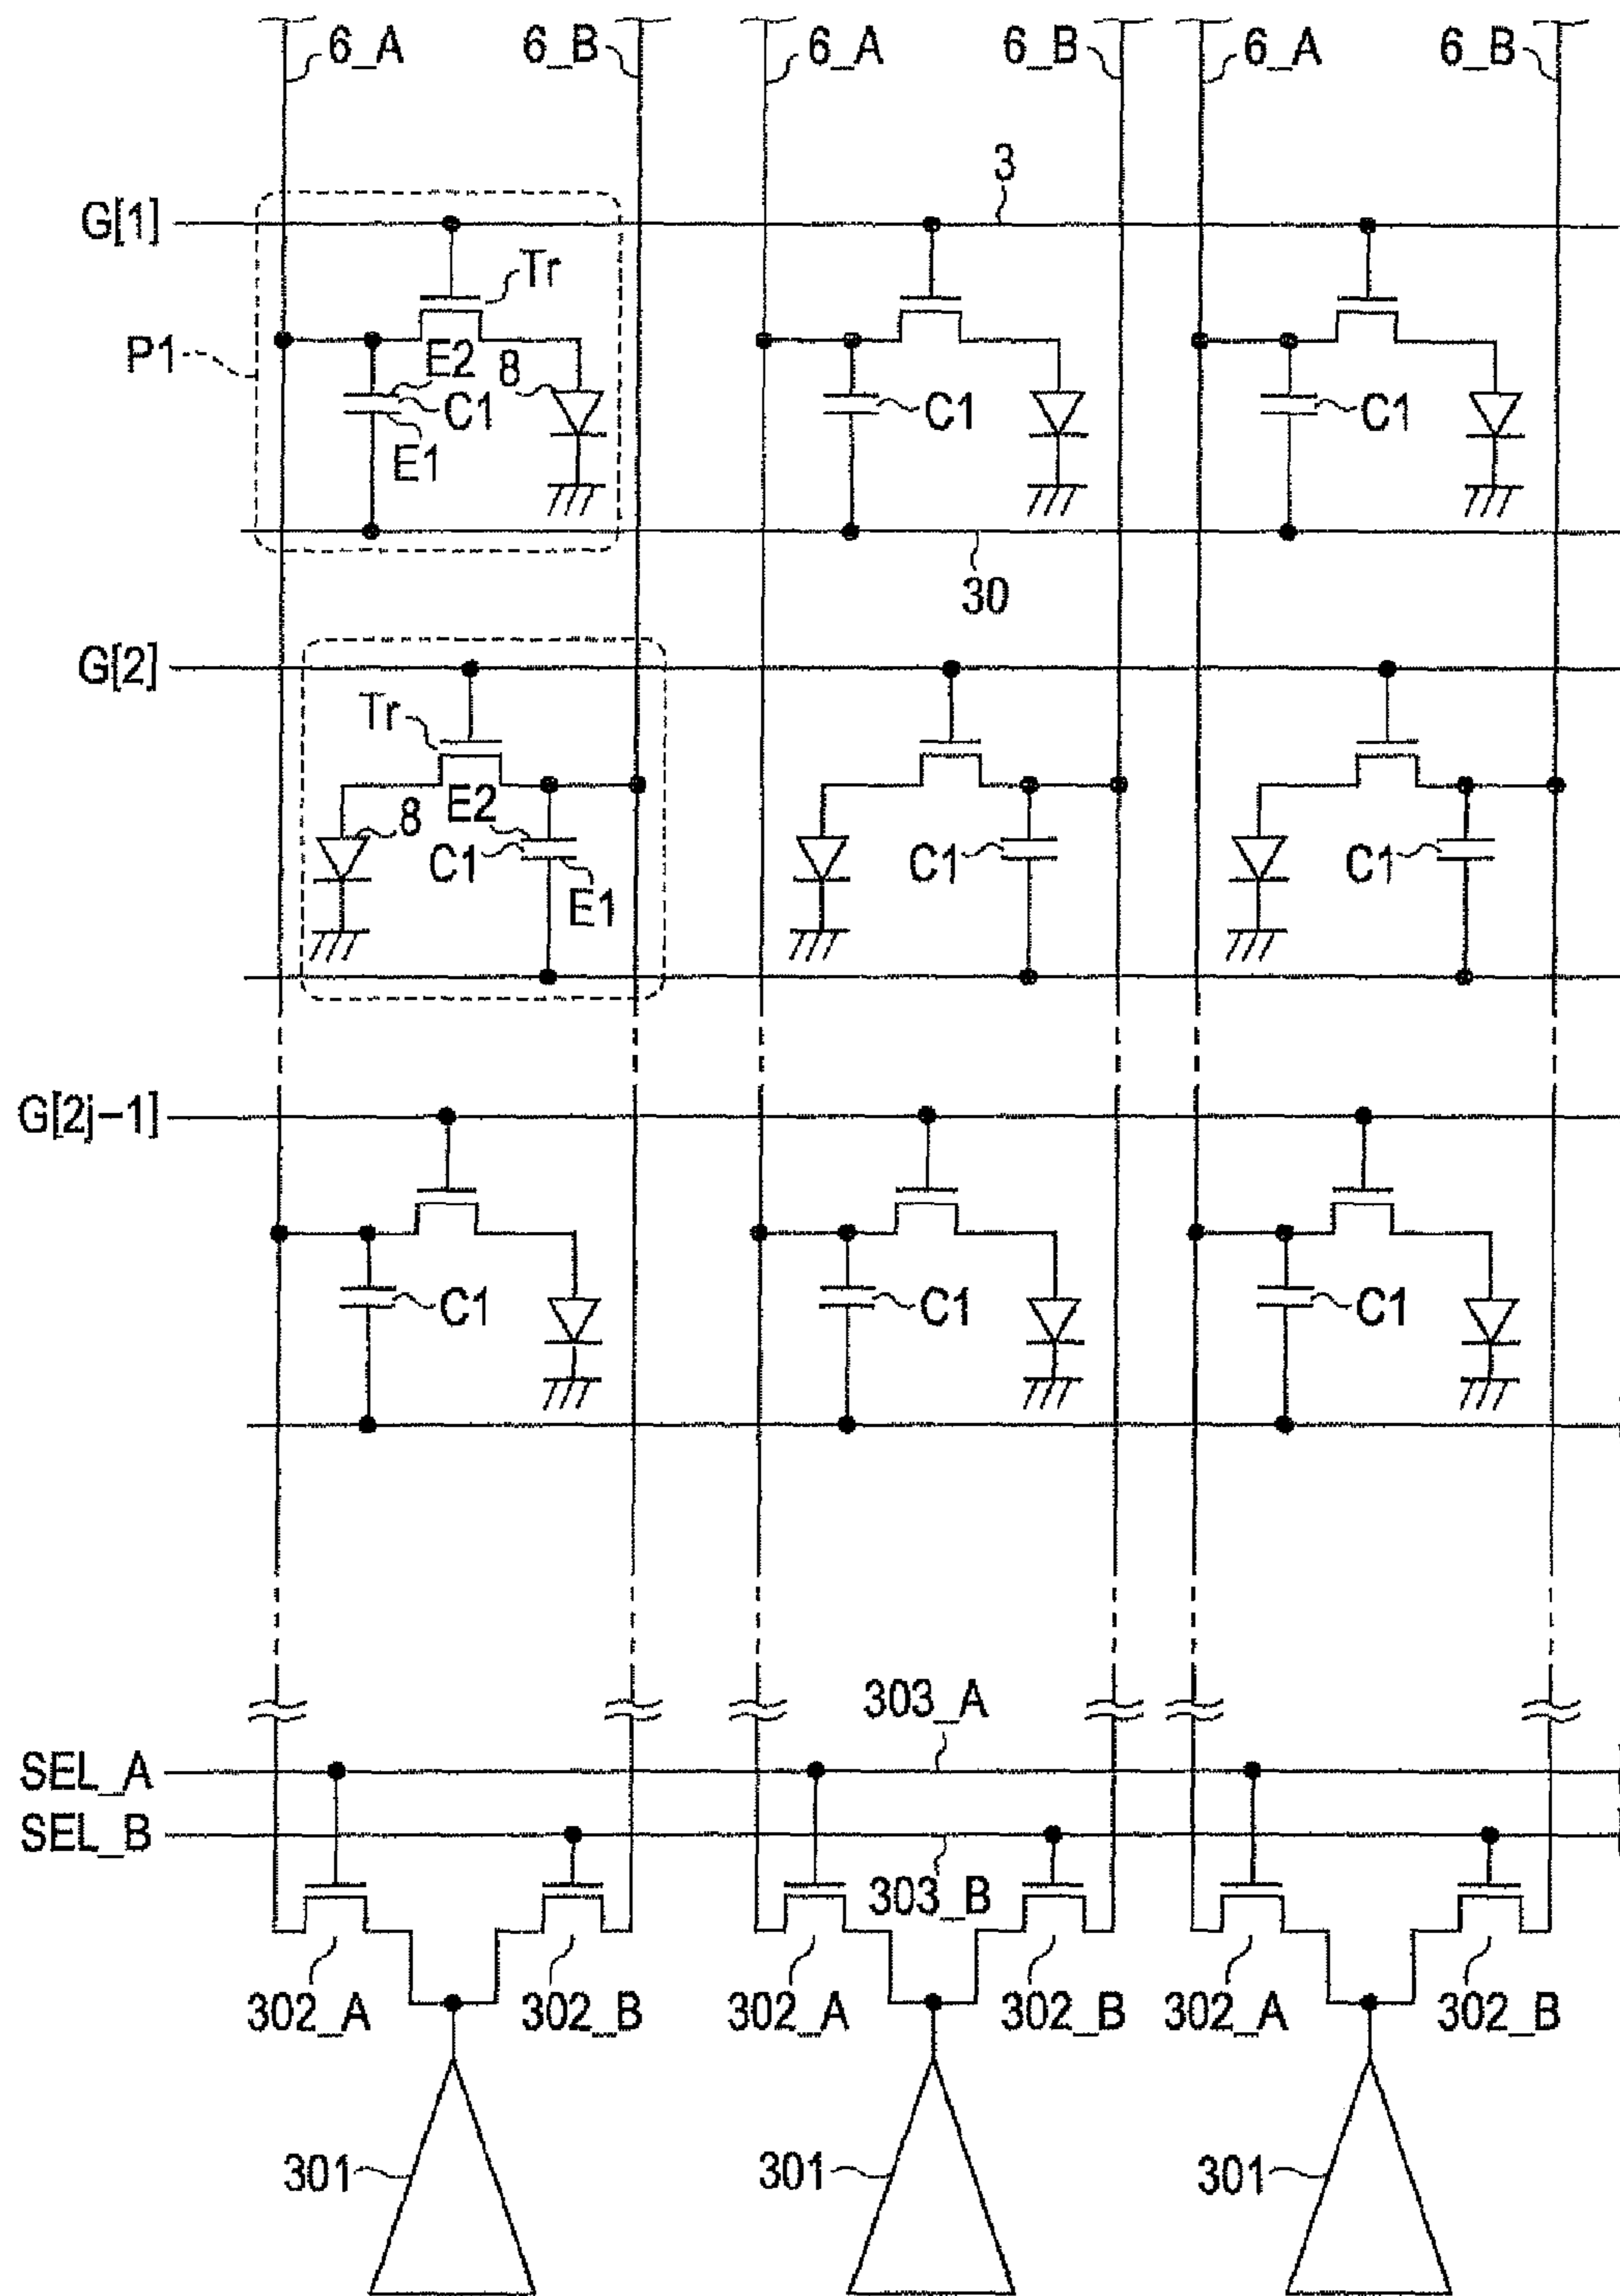 6_A 6_B 6_A 6_B 6_A 6_B
3
G[1]
Tr
P1
E2 8
C1 C1 C1
E1
30
G[2]
Tr
8 E2
C1 C1 C1
E1
G[2j-1]
C1 C1 C1
303_A
SEL_A
SEL_B
303_B
302_A 302_B 302_A 302_B 302_A 302_B
301 301 301